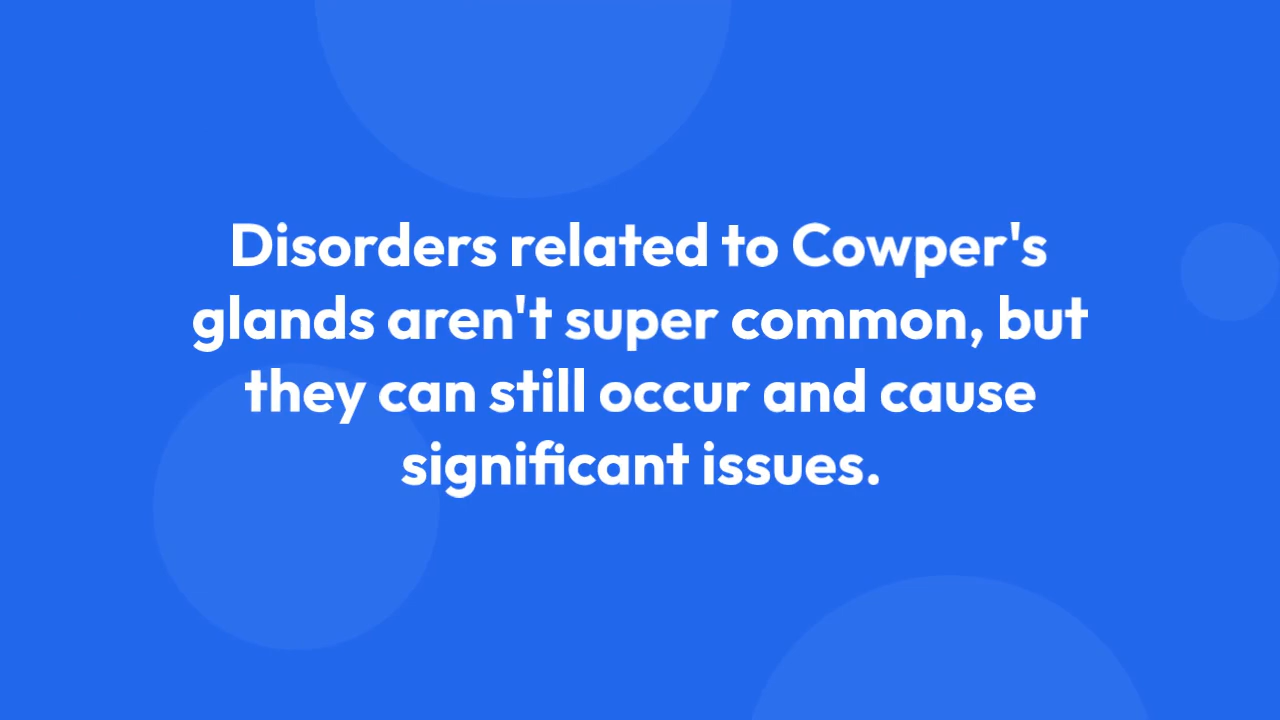 Disorders related to Cowper's
glands aren't super common, but
they can still occur and cause
significant issues.